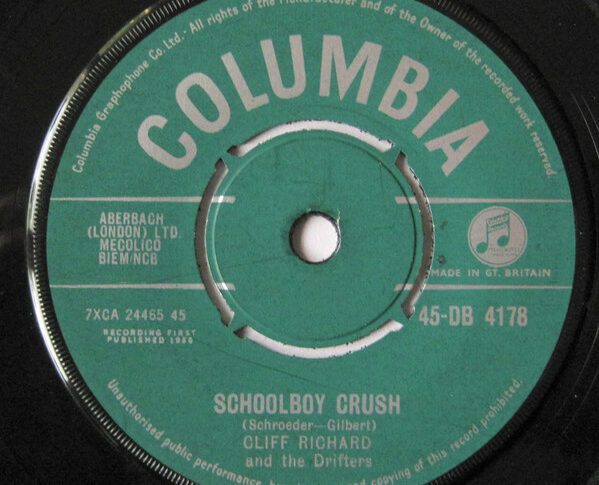 Columbia Graphophone Co. Ltd.- All rights of the Manufacturer and of the Owner of the recorded work reserved.
COLUMBIA
ABERBACH
(LONDON) LTD.
MECOLICO
BIEM/NCB
MADE IN GT. BRITAIN
7XCA 24465 45
45-DB 4178
RECORDING FIRST
PUBLISHED 1958
SCHOOLBOY CRUSH
(Schroeder—Gilbert)
CLIFF RICHARD
and the Drifters
Unauthorised public performance, and copying of this record prohibited.